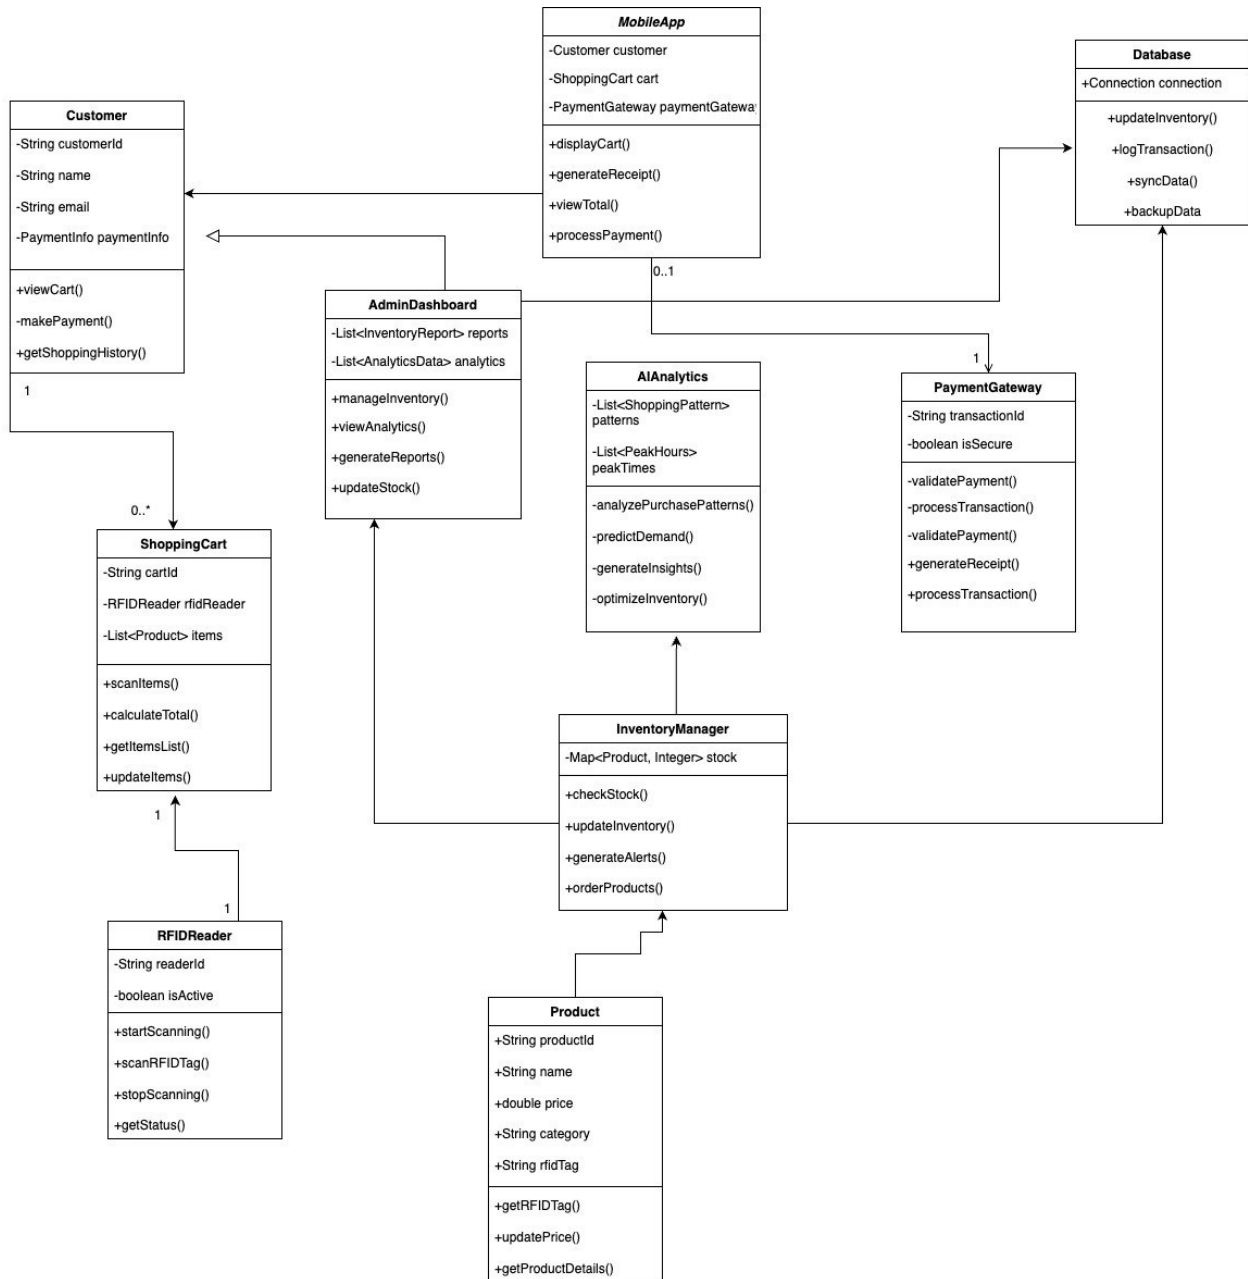 MobileApp
-Customer customer
-ShoppingCart cart
-PaymentGateway paymentGateway
+displayCart()
+generateReceipt()
+viewTotal()
+processPayment()
0..1
Database
+Connection connection
+updateInventory()
+logTransaction()
+syncData()
+backupData
Customer
-String customerId
-String name
-String email
-PaymentInfo paymentInfo
+viewCart()
-makePayment()
+getShoppingHistory()
1
0..*
AdminDashboard
-List<InventoryReport> reports
-List<AnalyticsData> analytics
+manageInventory()
+viewAnalytics()
+generateReports()
+updateStock()
AIAnalytics
-List<ShoppingPattern>
patterns
-List<PeakHours>
peakTimes
-analyzePurchasePatterns()
-predictDemand()
-generateInsights()
-optimizeInventory()
1
PaymentGateway
-String transactionId
-boolean isSecure
-validatePayment()
-processTransaction()
-validatePayment()
+generateReceipt()
+processTransaction()
ShoppingCart
-String cartId
-RFIDReader rfidReader
-List<Product> items
+scanItems()
+calculateTotal()
+getItemsList()
+updateItems()
1
1
InventoryManager
-Map<Product, Integer> stock
+checkStock()
+updateInventory()
+generateAlerts()
+orderProducts()
RFIDReader
-String readerId
-boolean isActive
+startScanning()
+scanRFIDTag()
+stopScanning()
+getStatus()
Product
+String productId
+String name
+double price
+String category
+String rfidTag
+getRFIDTag()
+updatePrice()
+getProductDetails()